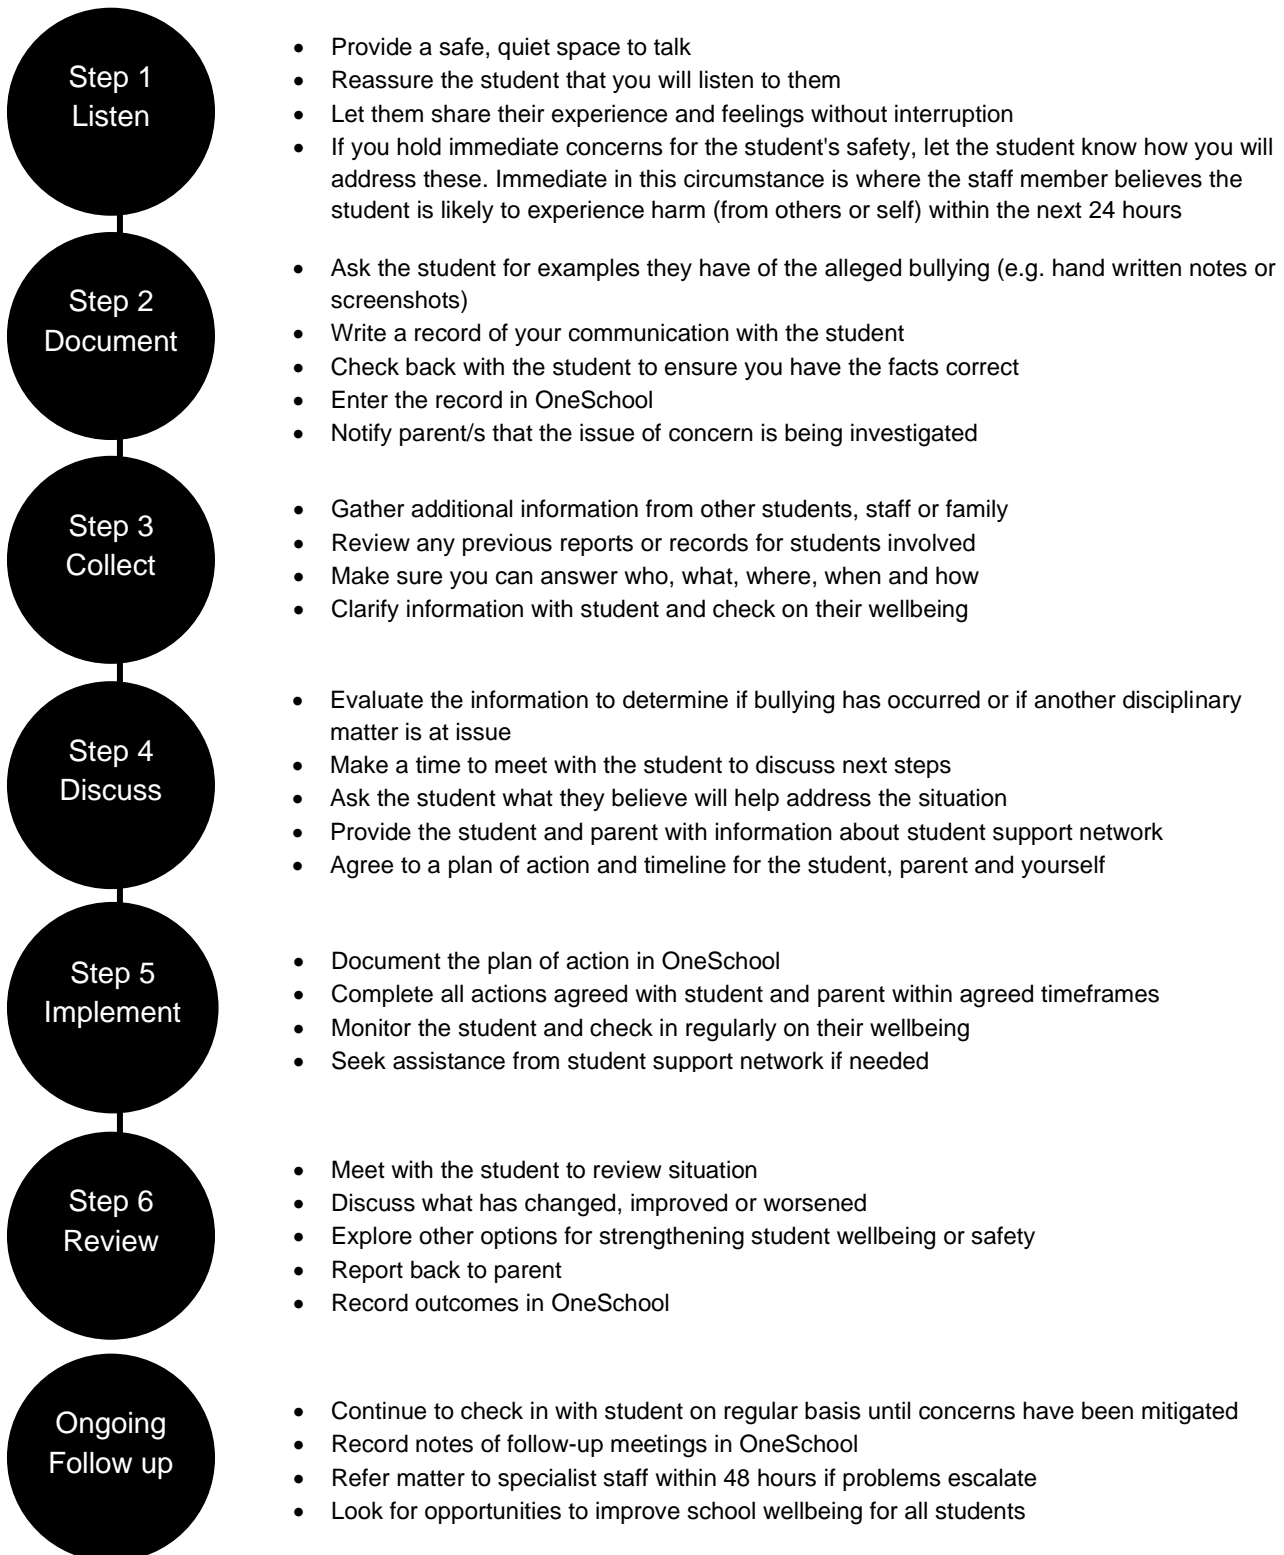 Step 1
Listen
• Provide a safe, quiet space to talk
• Reassure the student that you will listen to them
• Let them share their experience and feelings without interruption
• If you hold immediate concerns for the student's safety, let the student know how you will
address these. Immediate in this circumstance is where the staff member believes the
student is likely to experience harm (from others or self) within the next 24 hours
Step 2
Document
• Ask the student for examples they have of the alleged bullying (e.g. hand written notes or
screenshots)
• Write a record of your communication with the student
• Check back with the student to ensure you have the facts correct
• Enter the record in OneSchool
• Notify parent/s that the issue of concern is being investigated
Step 3
Collect
• Gather additional information from other students, staff or family
• Review any previous reports or records for students involved
• Make sure you can answer who, what, where, when and how
• Clarify information with student and check on their wellbeing
Step 4
Discuss
• Evaluate the information to determine if bullying has occurred or if another disciplinary
matter is at issue
• Make a time to meet with the student to discuss next steps
• Ask the student what they believe will help address the situation
• Provide the student and parent with information about student support network
• Agree to a plan of action and timeline for the student, parent and yourself
Step 5
Implement
• Document the plan of action in OneSchool
• Complete all actions agreed with student and parent within agreed timeframes
• Monitor the student and check in regularly on their wellbeing
• Seek assistance from student support network if needed
Step 6
Review
• Meet with the student to review situation
• Discuss what has changed, improved or worsened
• Explore other options for strengthening student wellbeing or safety
• Report back to parent
• Record outcomes in OneSchool
Ongoing
Follow up
• Continue to check in with student on regular basis until concerns have been mitigated
• Record notes of follow-up meetings in OneSchool
• Refer matter to specialist staff within 48 hours if problems escalate
• Look for opportunities to improve school wellbeing for all students